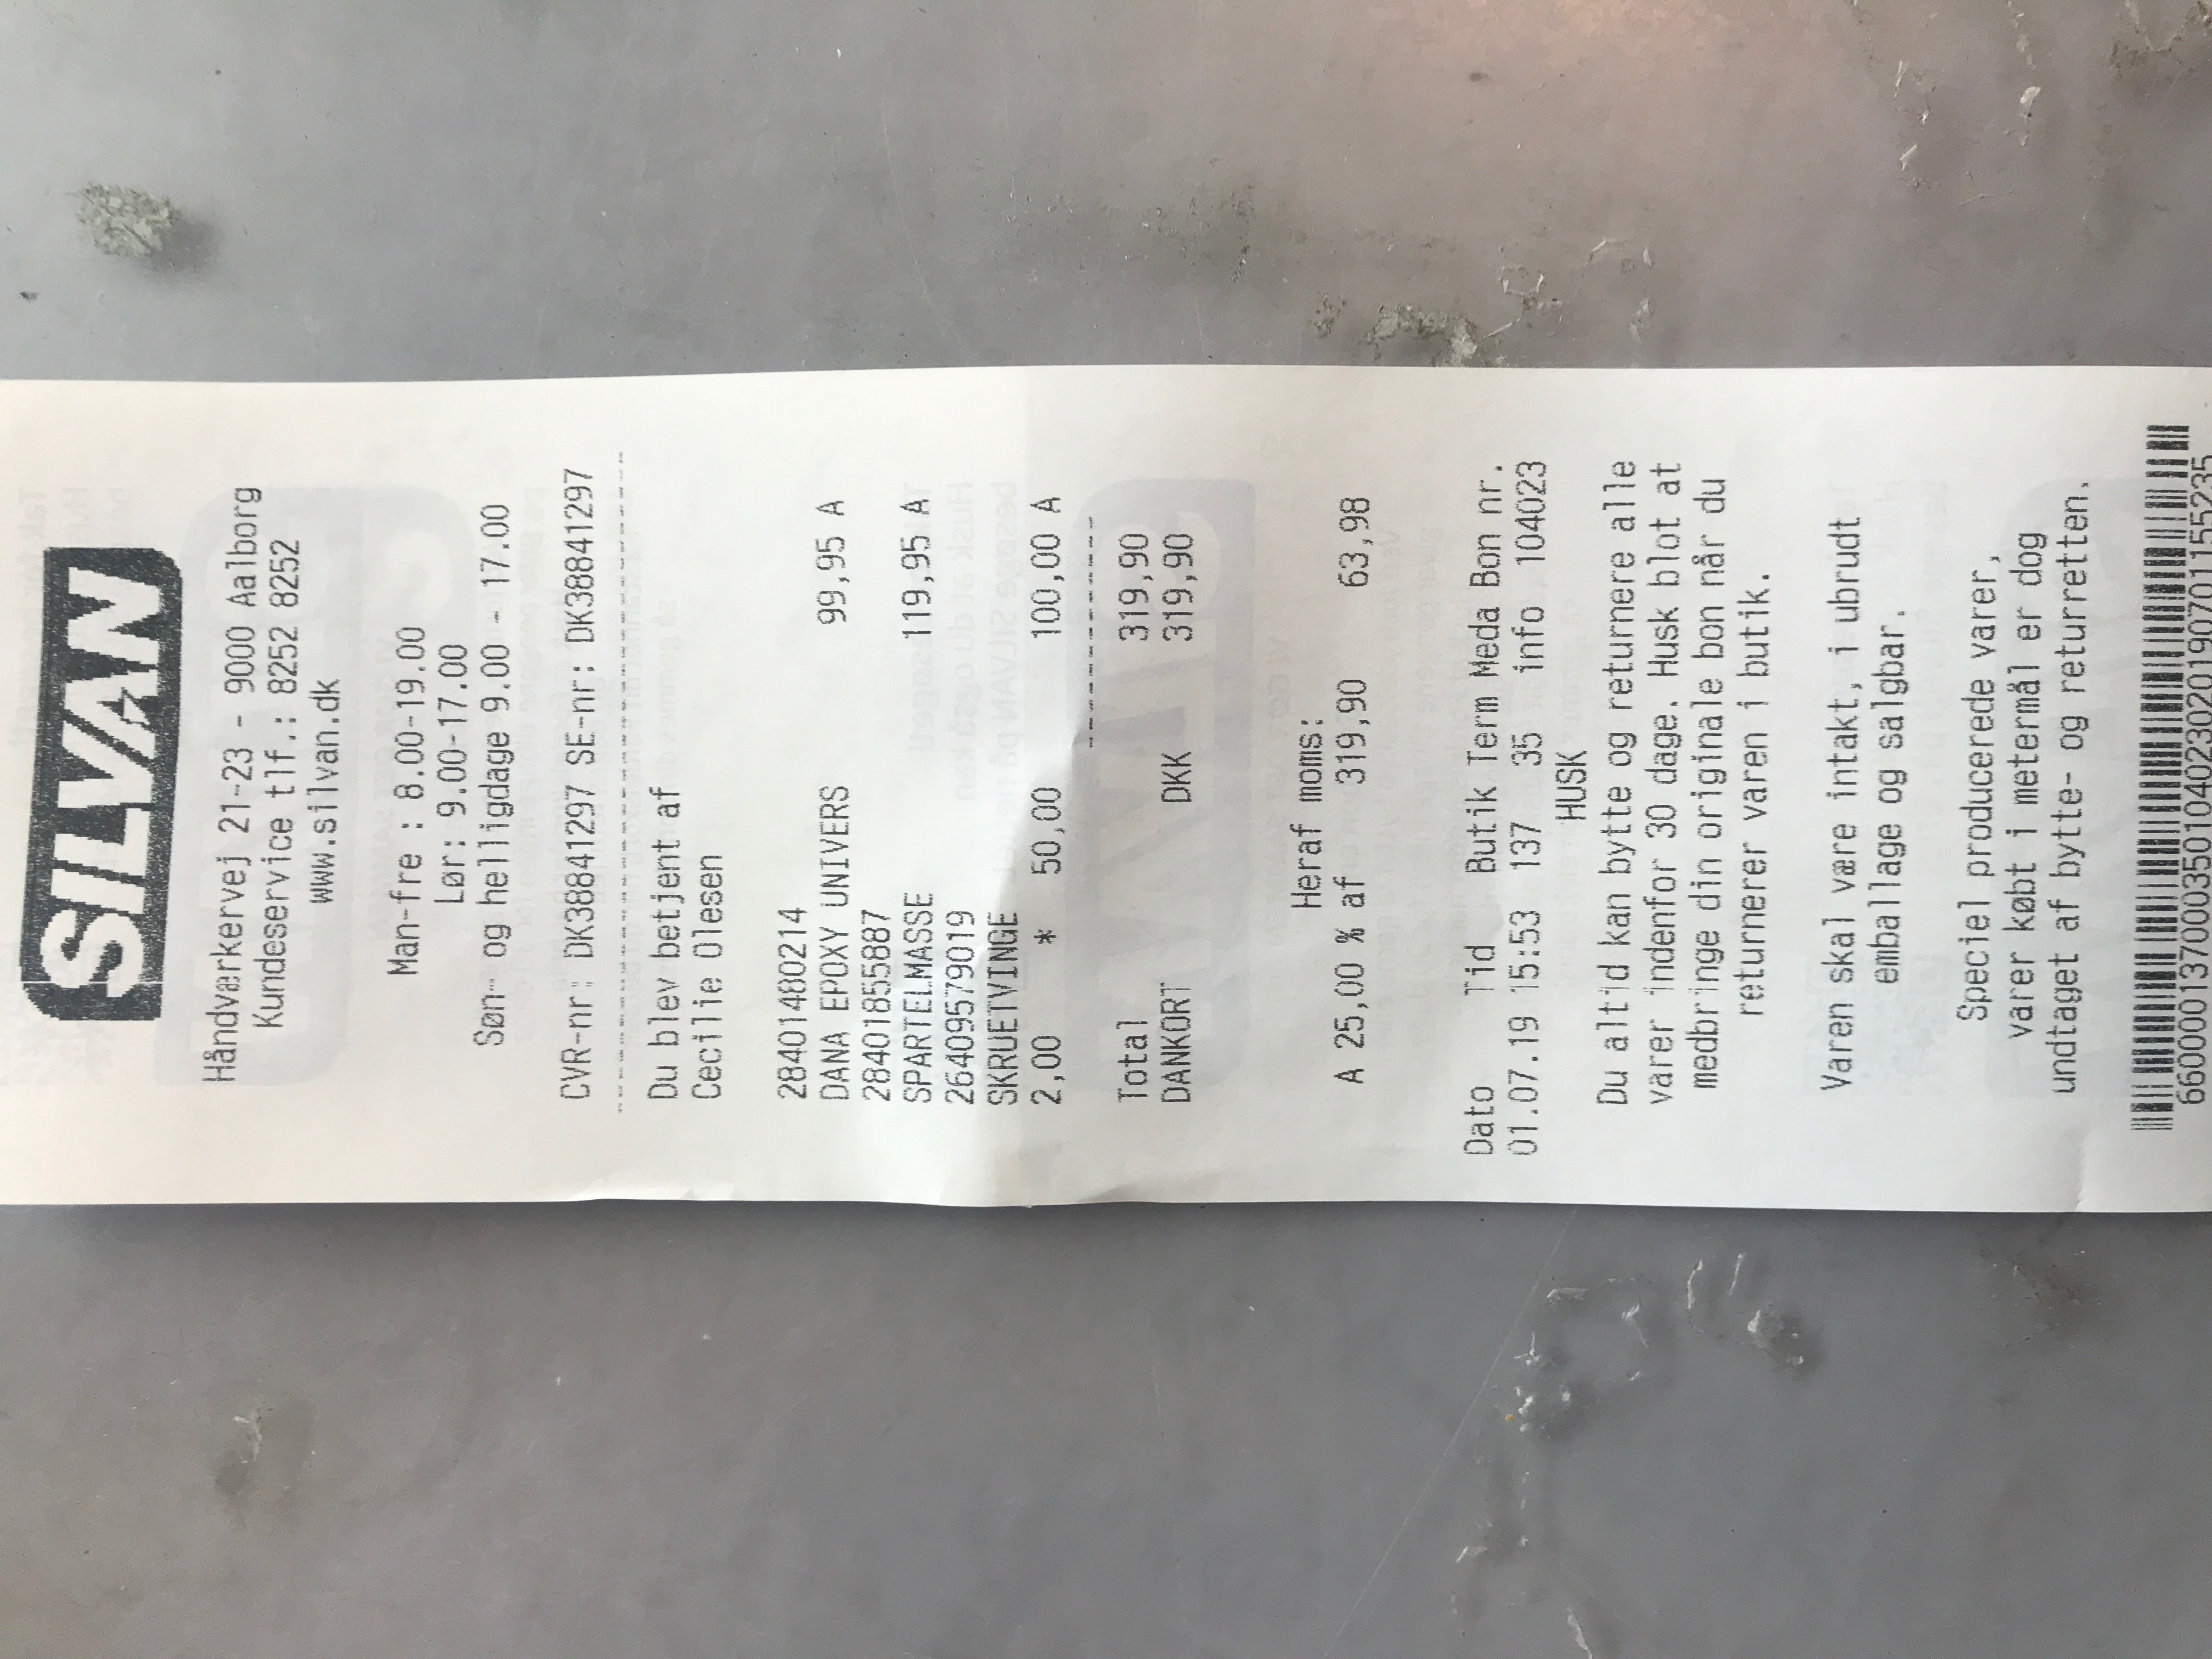 SILVAN
Håndværkervej 21-23 - 9000 Aalborg
Kundeservice tlf.: 8252 8252
www.silvan.dk
Man-fre : 8.00-19.00
Lør: 9.00-17.00
Søn- og helligdage 9.00 - 17.00
CVR-nr: DK38841297 SE-nr: DK38841297
Du blev betjent af
Cecilie Olesen
28401480214
DANA EPOXY UNIVERS 99,95 A
28401855887
SPARTELMASSE 119,95 A
26409579019
SKRUETVINGE
2,00 * 50,00 100,00 A
Total 319,90
DANKORT DKK 319,90
Heraf moms:
A 25,00 % af 319,90 63,98
Dato Tid Butik Term Meda Bon nr.
01.07.19 15:53 137 35 info 104023
HUSK
Du altid kan bytte og returnere alle
varer indenfor 30 dage. Husk blot at
medbringe din originale bon når du
returnerer varen i butik.
Varen skal være intakt, i ubrudt
emballage og salgbar.
Speciel producerede varer,
varer købt i metermål er dog
undtaget af bytte- og returretten.
660000137000350104023020190701155235